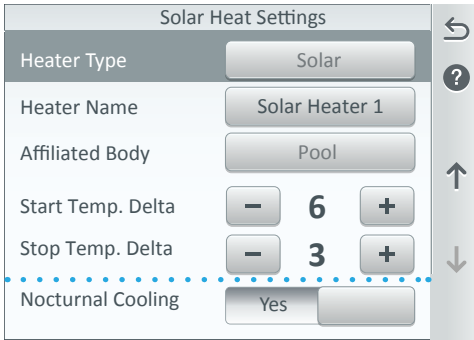 Solar Heat Settings
Heater Type Solar
Heater Name Solar Heater 1
Affiliated Body Pool
Start Temp. Delta − 6 +
Stop Temp. Delta − 3 +
Nocturnal Cooling Yes
?